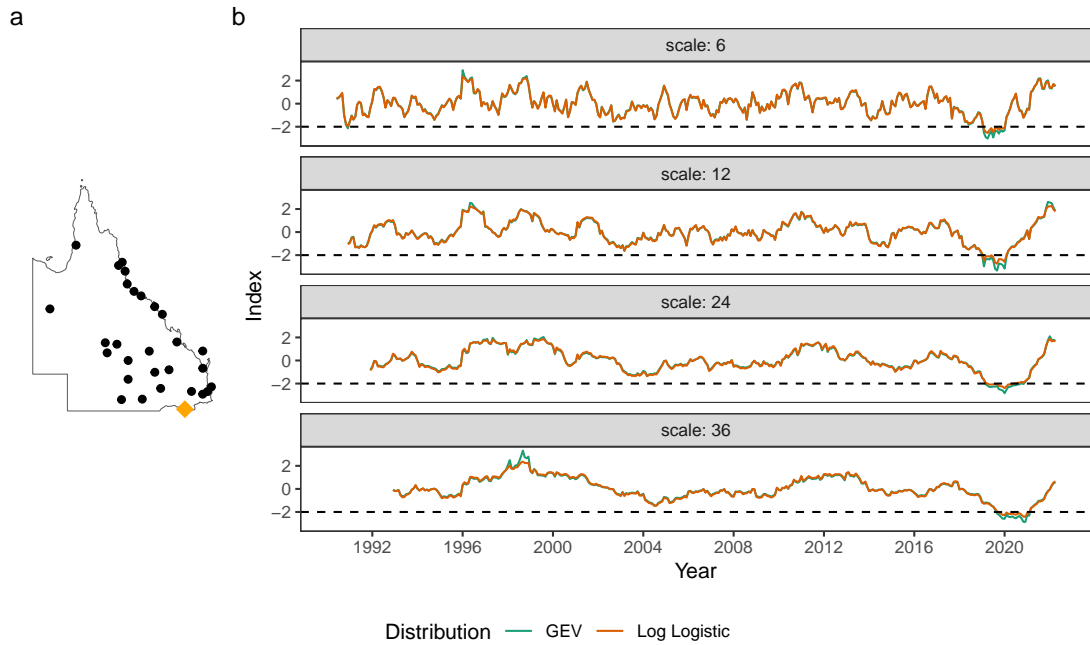 a
b
scale: 6
2
0
−2
scale: 12
2
0
−2
scale: 24
2
0
−2
scale: 36
2
0
−2
Index
1992 1996 2000 2004 2008 2012 2016 2020
Year
Distribution GEV Log Logistic